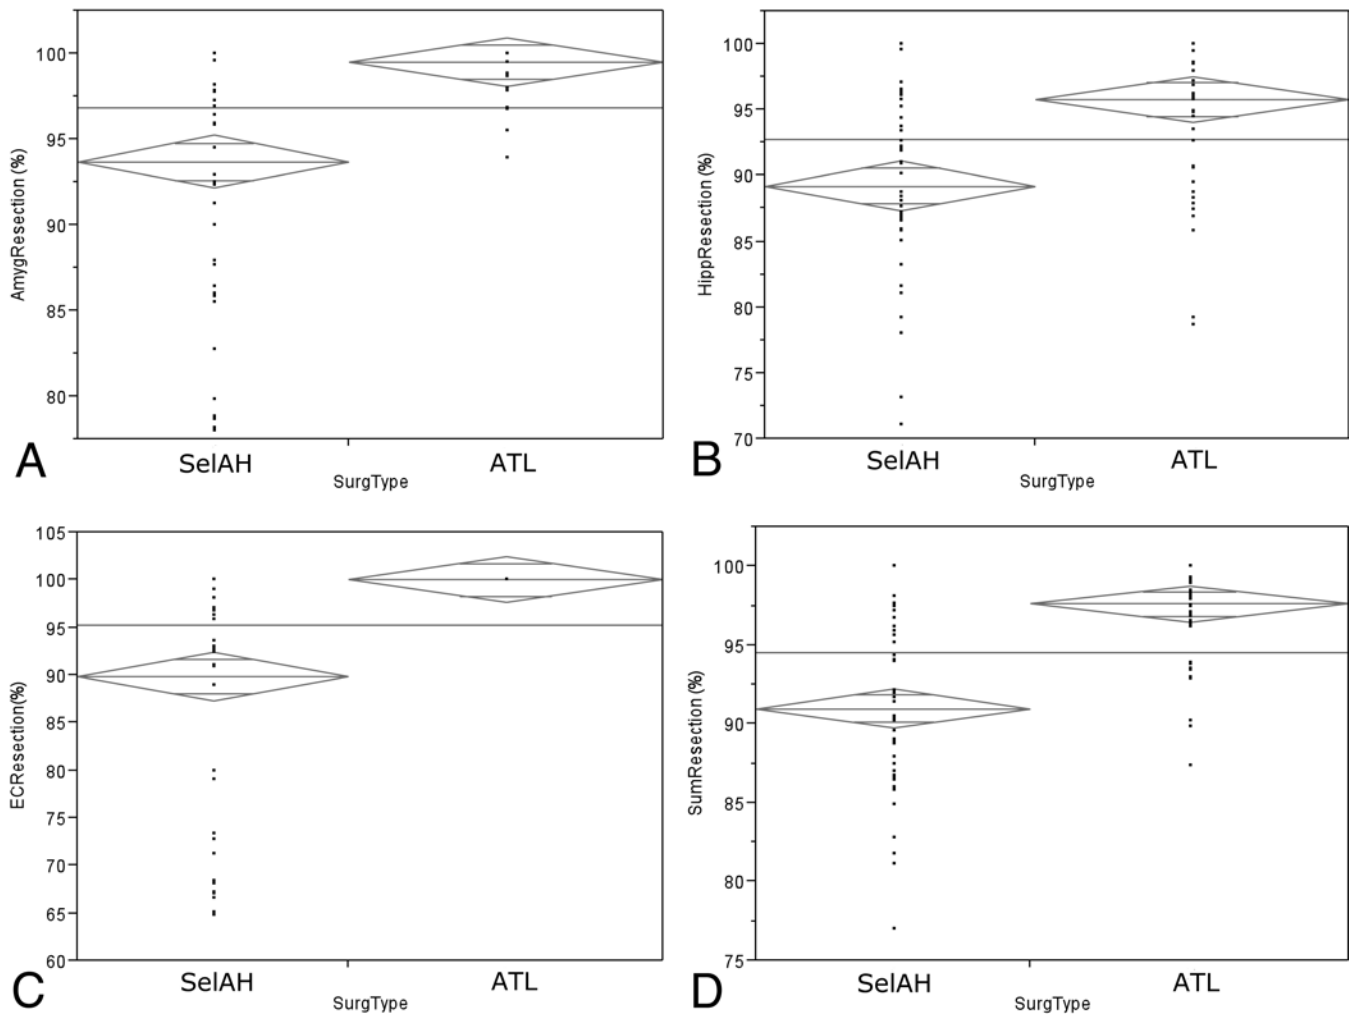 AmygResection (%)
100
95
90
85
80
SelAH
ATL
SurgType
A
HippResection (%)
100
95
90
85
80
75
70
SelAH
ATL
SurgType
B
ECResection(%)
105
100
95
90
85
80
75
70
65
60
SelAH
ATL
SurgType
C
SumResection (%)
100
95
90
85
80
75
SelAH
ATL
SurgType
D